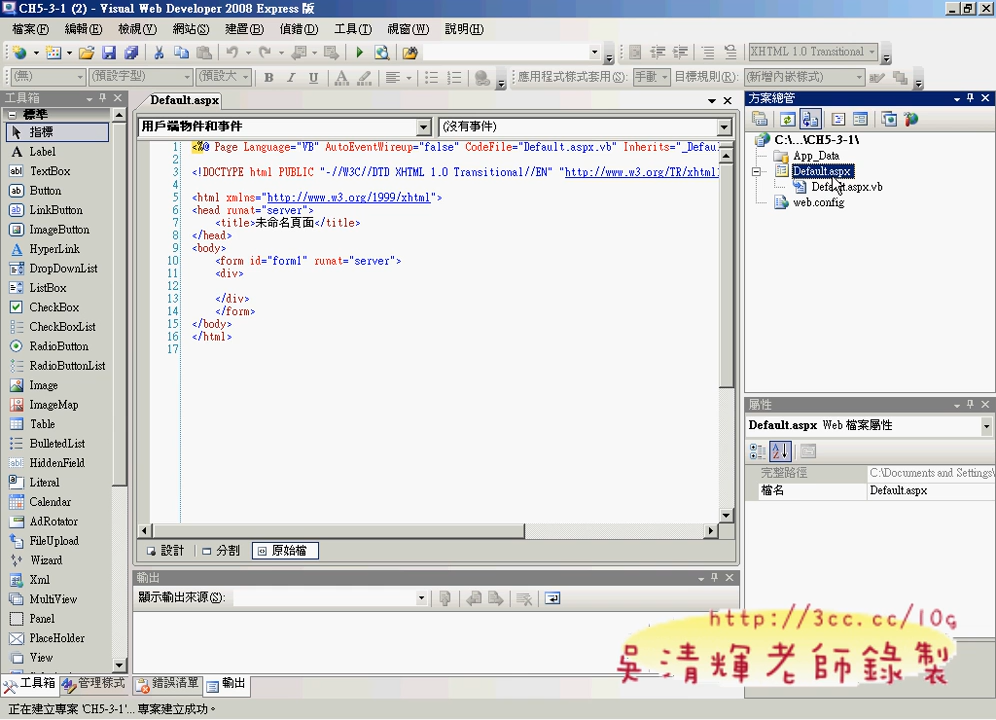 CH5-3-1 (2) - Visual Web Developer 2008 Express 版
檔案(F) 編輯(E) 檢視(V) 網站(S) 建置(B) 偵錯(D) 工具(T) 視窗(W) 說明(H)
XHTML 1.0 Transitional
(無) (預設字型) (預設大 B I U A 應用程式樣式套用(S): 手動 目標規則(R): (新增內嵌樣式)
工具箱
標準
指標
Label
TextBox
Button
LinkButton
ImageButton
HyperLink
DropDownList
ListBox
CheckBox
CheckBoxList
RadioButton
RadioButtonList
Image
ImageMap
Table
BulletedList
HiddenField
Literal
Calendar
AdRotator
FileUpload
Wizard
Xml
MultiView
Panel
PlaceHolder
View
工具箱 管理樣式
Default.aspx
用戶端物件和事件 (沒有事件)
1 <%@ Page Language="VB" AutoEventWireup="false" CodeFile="Default.aspx.vb" Inherits="_Defau
2
3 <!DOCTYPE html PUBLIC "-//W3C//DTD XHTML 1.0 Transitional//EN" "http://www.w3.org/TR/xhtml1
4
5 <html xmlns="http://www.w3.org/1999/xhtml">
6 <head runat="server">
7 <title>未命名頁面</title>
8 </head>
9 <body>
10 <form id="form1" runat="server">
11 <div>
12
13 </div>
14 </form>
15 </body>
16 </html>
17
設計 分割 原始檔
輸出
顯示輸出來源(S):
錯誤清單 輸出
方案總管
C:\...\CH5-3-1\
App_Data
Default.aspx
Default.aspx.vb
web.config
屬性
Default.aspx Web 檔案屬性
完整路徑 C:\Documents and Settings\
檔名 Default.aspx
http://3cc.cc/10g
吳清輝老師錄製
正在建立專案 'CH5-3-1'... 專案建立成功。